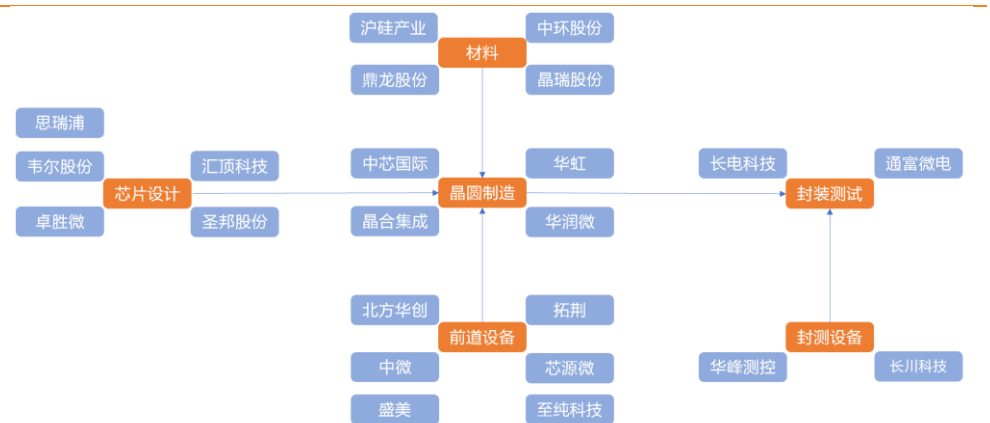 沪硅产业
中环股份
材料
鼎龙股份
晶瑞股份
思瑞浦
韦尔股份
汇顶科技
芯片设计
卓胜微
圣邦股份
中芯国际
华虹
晶圆制造
晶合集成
华润微
长电科技
通富微电
封装测试
北方华创
拓荆
前道设备
中微
芯源微
盛美
至纯科技
封测设备
华峰测控
长川科技